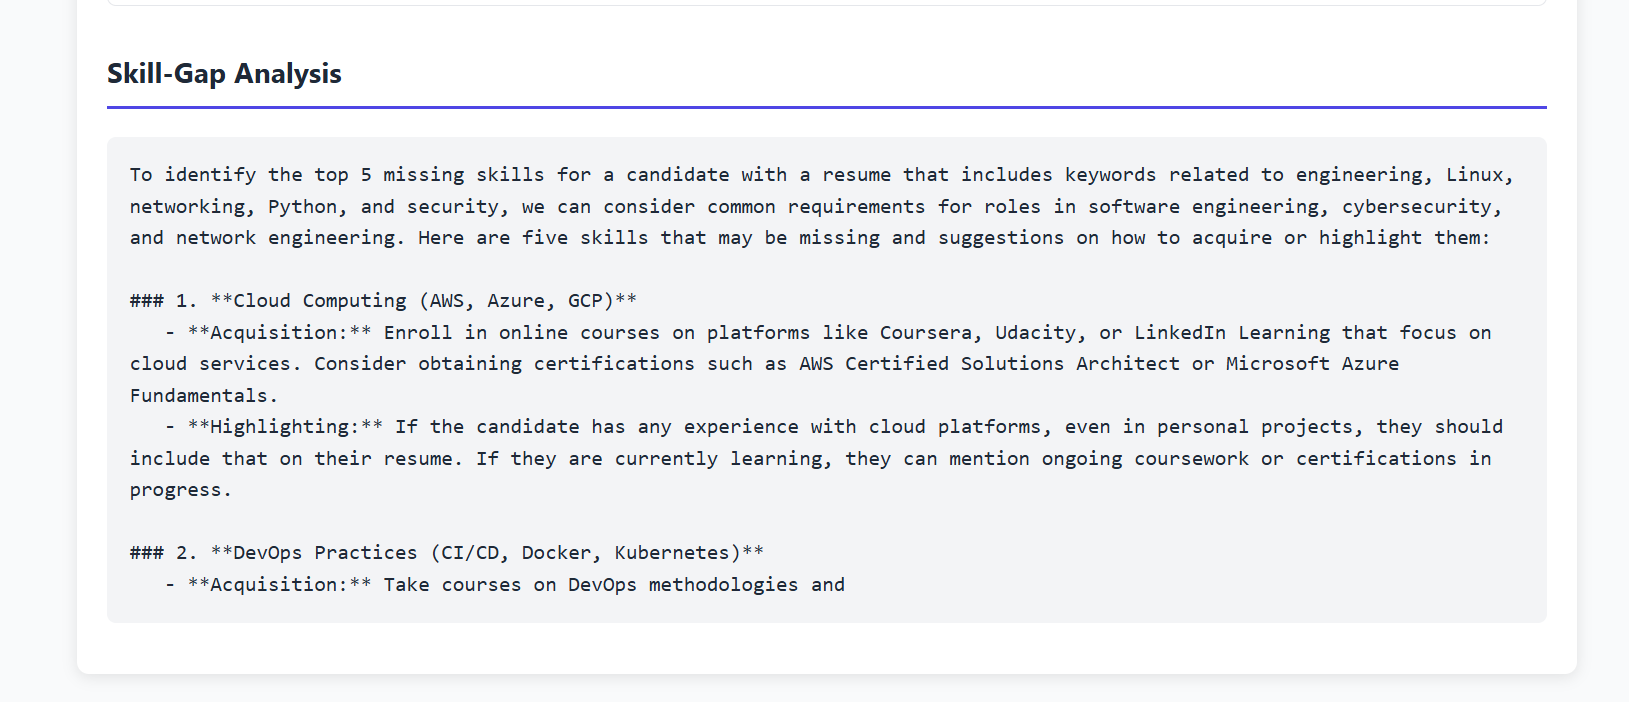 Skill-Gap Analysis
To identify the top 5 missing skills for a candidate with a resume that includes keywords related to engineering, Linux,
networking, Python, and security, we can consider common requirements for roles in software engineering, cybersecurity,
and network engineering. Here are five skills that may be missing and suggestions on how to acquire or highlight them:
### 1. **Cloud Computing (AWS, Azure, GCP)**
- **Acquisition:** Enroll in online courses on platforms like Coursera, Udacity, or LinkedIn Learning that focus on
cloud services. Consider obtaining certifications such as AWS Certified Solutions Architect or Microsoft Azure
Fundamentals.
- **Highlighting:** If the candidate has any experience with cloud platforms, even in personal projects, they should
include that on their resume. If they are currently learning, they can mention ongoing coursework or certifications in
progress.
### 2. **DevOps Practices (CI/CD, Docker, Kubernetes)**
- **Acquisition:** Take courses on DevOps methodologies and